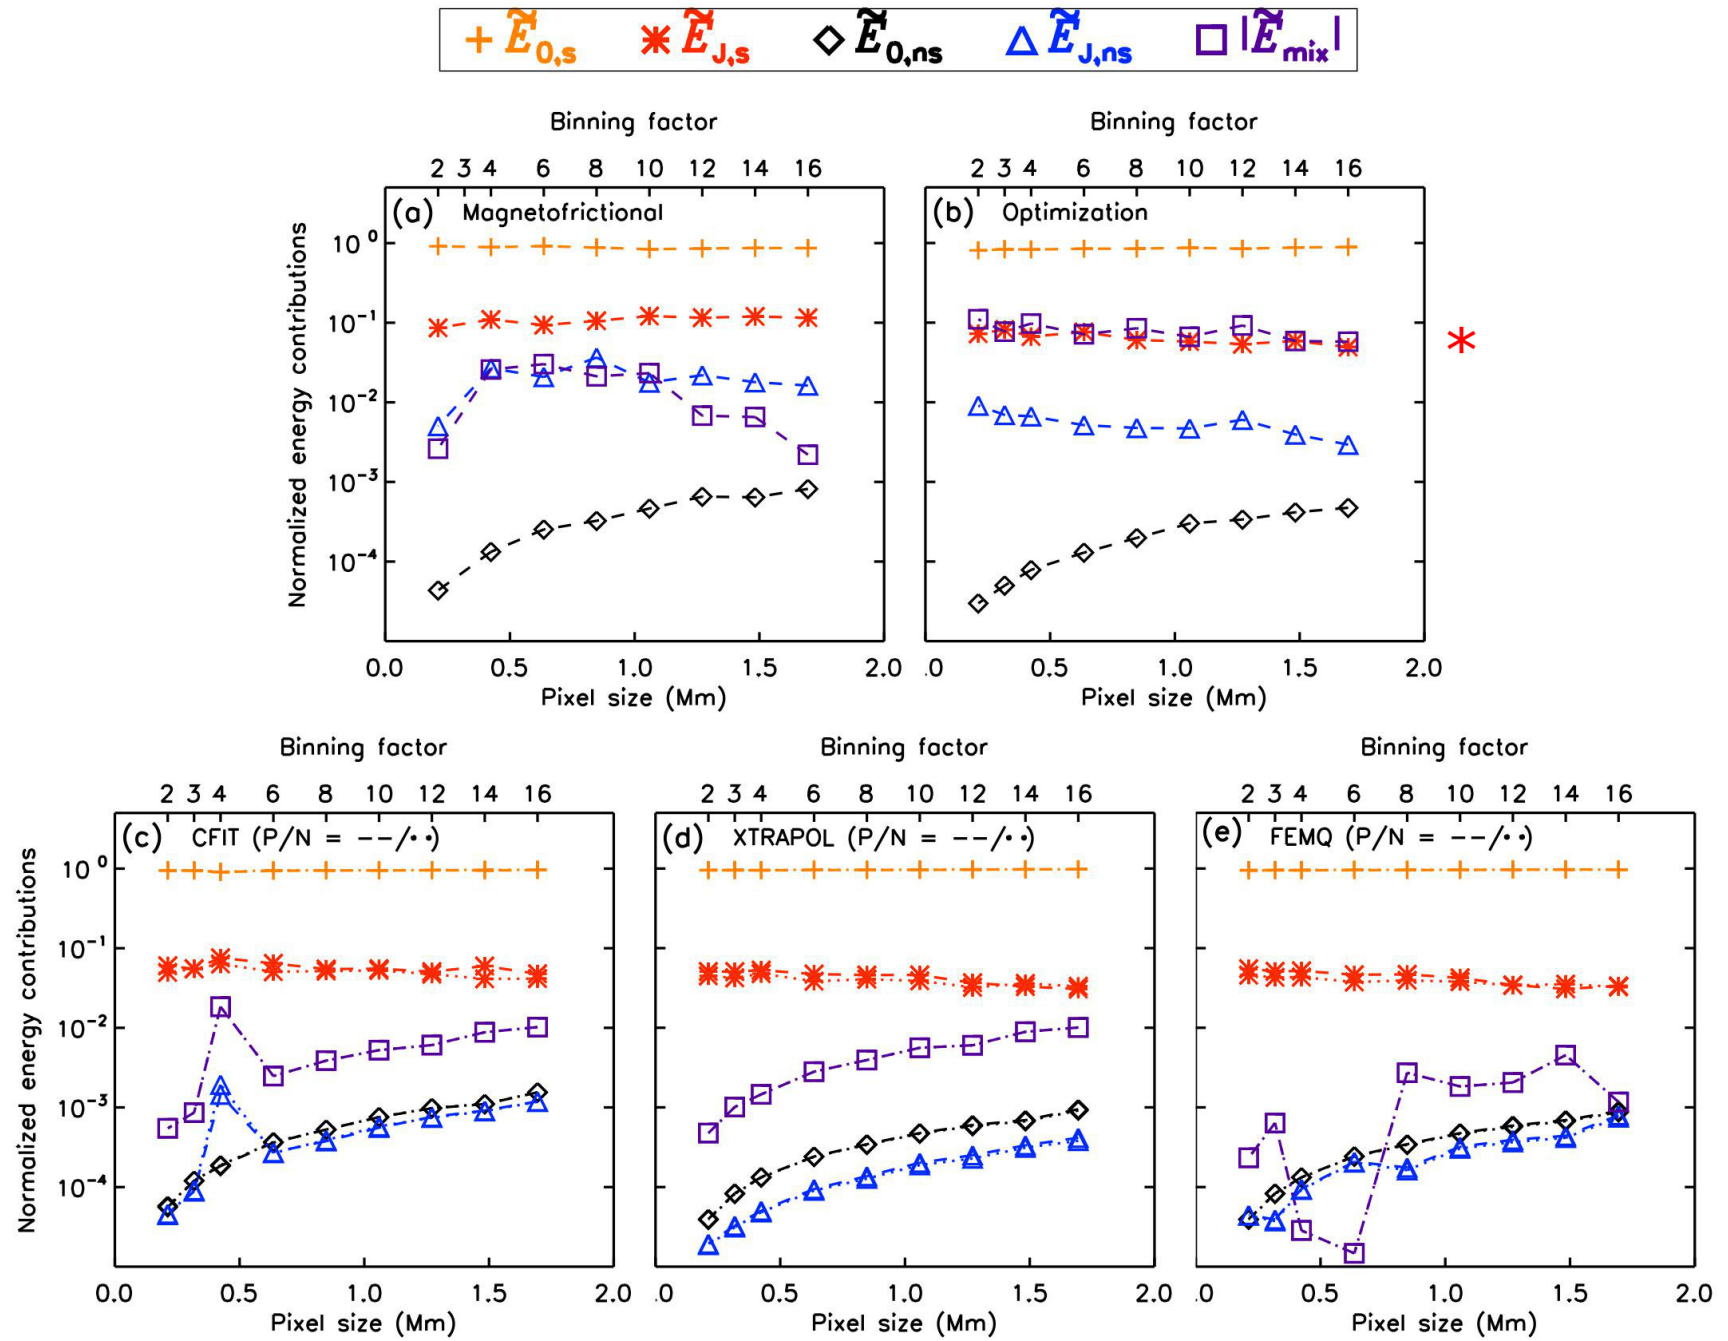 + Ẽ0,s ✳ ẼJ,s ◇ Ẽ0,ns △ ẼJ,ns □ |Ẽmix|
Binning factor Binning factor
2 3 4 6 8 10 12 14 16 2 3 4 6 8 10 12 14 16
(a) Magnetofrictional (b) Optimization
Normalized energy contributions
10^0
10^-1
10^-2
10^-3
10^-4
0.0 0.5 1.0 1.5 2.0 .0 0.5 1.0 1.5 2.0
Pixel size (Mm) Pixel size (Mm)
Binning factor Binning factor Binning factor
2 3 4 6 8 10 12 14 16 2 3 4 6 8 10 12 14 16 2 3 4 6 8 10 12 14 16
(c) CFIT (P/N = --/··) (d) XTRAPOL (P/N = --/··) (e) FEMQ (P/N = --/··)
Normalized energy contributions
10^0
10^-1
10^-2
10^-3
10^-4
0.0 0.5 1.0 1.5 2.0 .0 0.5 1.0 1.5 2.0 .0 0.5 1.0 1.5 2.0
Pixel size (Mm) Pixel size (Mm) Pixel size (Mm)